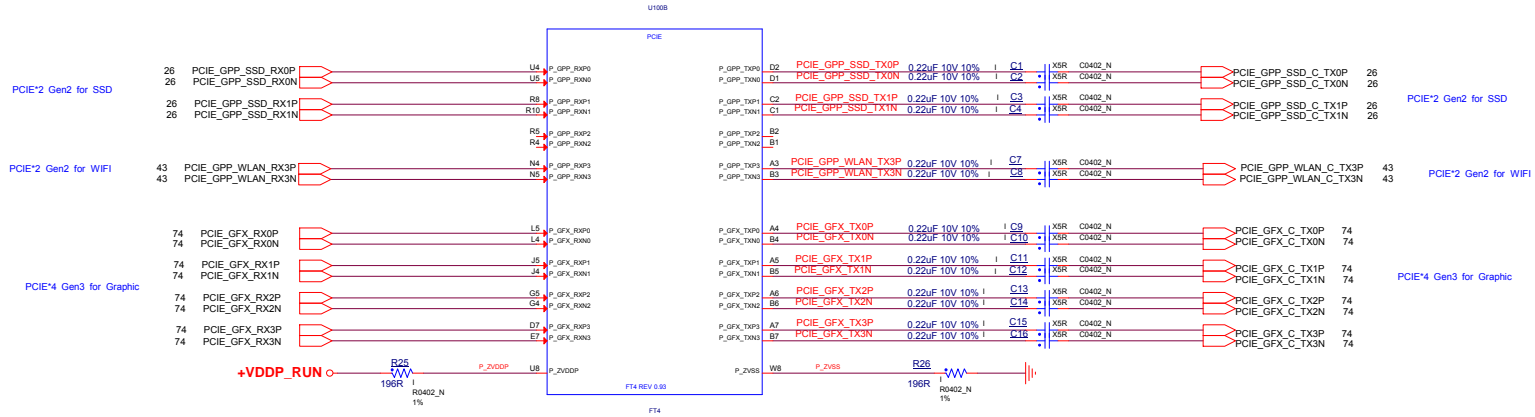 U100B
PCIE
26 PCIE_GPP_SSD_RX0P U4 P_GPP_RXP0 P_GPP_TXP0 D2 PCIE_GPP_SSD_TX0P 0.22uF 10V 10% C1 X5R C0402_N PCIE_GPP_SSD_C_TX0P 26
26 PCIE_GPP_SSD_RX0N U5 P_GPP_RXN0 P_GPP_TXN0 D1 PCIE_GPP_SSD_TX0N 0.22uF 10V 10% C2 PCIE_GPP_SSD_C_TX0N 26
PCIE*2 Gen2 for SSD
PCIE*2 Gen2 for SSD
26 PCIE_GPP_SSD_RX1P R8 P_GPP_RXP1 P_GPP_TXP1 C2 PCIE_GPP_SSD_TX1P 0.22uF 10V 10% C3 X5R C0402_N PCIE_GPP_SSD_C_TX1P 26
26 PCIE_GPP_SSD_RX1N R10 P_GPP_RXN1 P_GPP_TXN1 C1 PCIE_GPP_SSD_TX1N 0.22uF 10V 10% C4 PCIE_GPP_SSD_C_TX1N 26
R5 P_GPP_RXP2 P_GPP_TXP2 B2
R4 P_GPP_RXN2 P_GPP_TXN2 B1
PCIE*2 Gen2 for WIFI
43 PCIE_GPP_WLAN_RX3P N4 P_GPP_RXP3 P_GPP_TXP3 A3 PCIE_GPP_WLAN_TX3P 0.22uF 10V 10% C7 X5R C0402_N PCIE_GPP_WLAN_C_TX3P 43
43 PCIE_GPP_WLAN_RX3N N5 P_GPP_RXN3 P_GPP_TXN3 B3 PCIE_GPP_WLAN_TX3N 0.22uF 10V 10% C8 PCIE_GPP_WLAN_C_TX3N 43
PCIE*2 Gen2 for WIFI
74 PCIE_GFX_RX0P L5 P_GFX_RXP0 P_GFX_TXP0 A4 PCIE_GFX_TX0P 0.22uF 10V 10% C9 X5R C0402_N PCIE_GFX_C_TX0P 74
74 PCIE_GFX_RX0N L4 P_GFX_RXN0 P_GFX_TXN0 B4 PCIE_GFX_TX0N 0.22uF 10V 10% C10 PCIE_GFX_C_TX0N 74
74 PCIE_GFX_RX1P J5 P_GFX_RXP1 P_GFX_TXP1 A5 PCIE_GFX_TX1P 0.22uF 10V 10% C11 X5R C0402_N PCIE_GFX_C_TX1P 74
74 PCIE_GFX_RX1N J4 P_GFX_RXN1 P_GFX_TXN1 B5 PCIE_GFX_TX1N 0.22uF 10V 10% C12 PCIE_GFX_C_TX1N 74
PCIE*4 Gen3 for Graphic
PCIE*4 Gen3 for Graphic
74 PCIE_GFX_RX2P G5 P_GFX_RXP2 P_GFX_TXP2 A6 PCIE_GFX_TX2P 0.22uF 10V 10% C13 X5R C0402_N PCIE_GFX_C_TX2P 74
74 PCIE_GFX_RX2N G4 P_GFX_RXN2 P_GFX_TXN2 B6 PCIE_GFX_TX2N 0.22uF 10V 10% C14 PCIE_GFX_C_TX2N 74
74 PCIE_GFX_RX3P D7 P_GFX_RXP3 P_GFX_TXP3 A7 PCIE_GFX_TX3P 0.22uF 10V 10% C15 X5R C0402_N PCIE_GFX_C_TX3P 74
74 PCIE_GFX_RX3N E7 P_GFX_RXN3 P_GFX_TXN3 B7 PCIE_GFX_TX3N 0.22uF 10V 10% C16 PCIE_GFX_C_TX3N 74
+VDDP_RUN R25 P_ZVDDP U8 P_ZVDDP P_ZVSS W8 P_ZVSS R26
196R FT4 REV 0.93 196R
R0402_N R0402_N
1% 1%
FT4